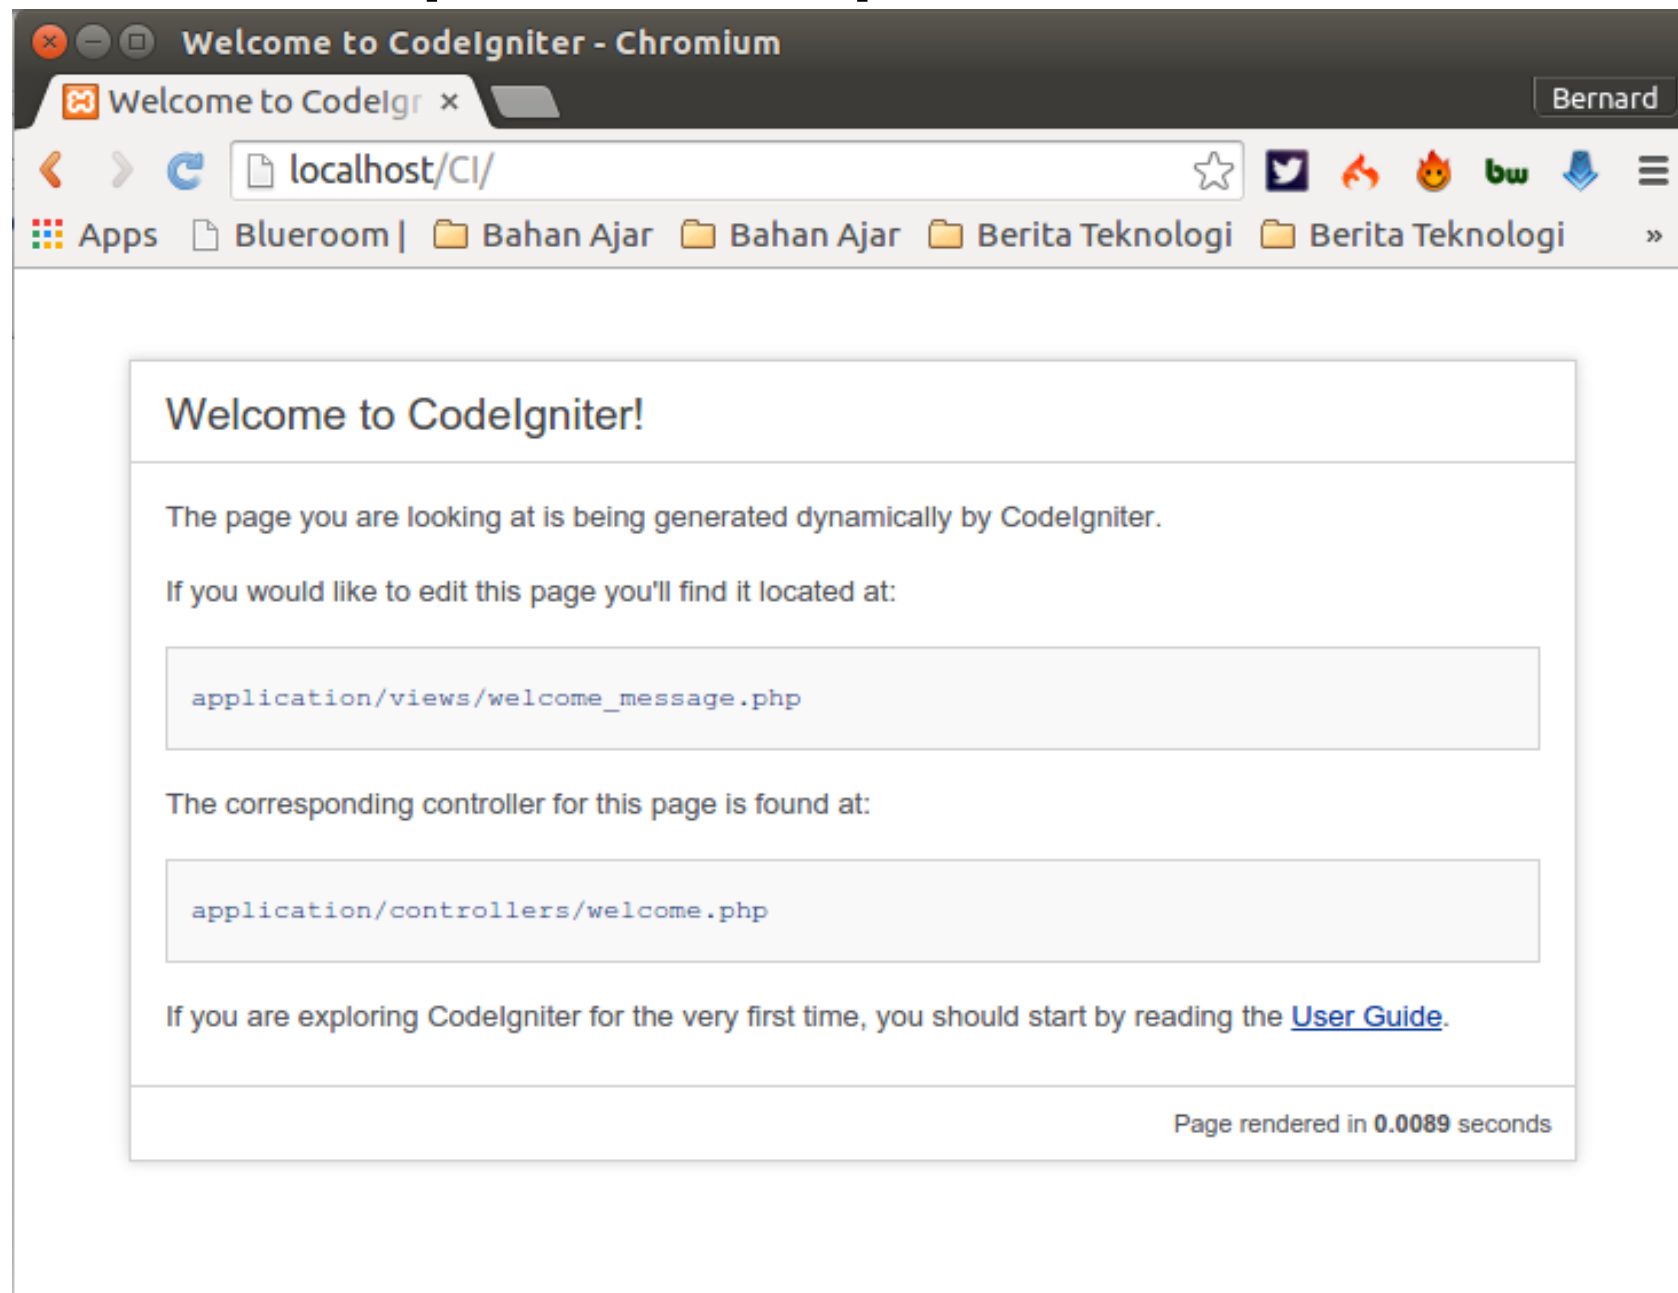 Welcome to CodeIgniter - Chromium
Welcome to CodeIgr
Bernard
localhost/CI/
bw
Apps Blueroom | Bahan Ajar Bahan Ajar Berita Teknologi Berita Teknologi »
Welcome to CodeIgniter!
The page you are looking at is being generated dynamically by CodeIgniter.
If you would like to edit this page you'll find it located at:
application/views/welcome_message.php
The corresponding controller for this page is found at:
application/controllers/welcome.php
If you are exploring CodeIgniter for the very first time, you should start by reading the User Guide.
Page rendered in 0.0089 seconds